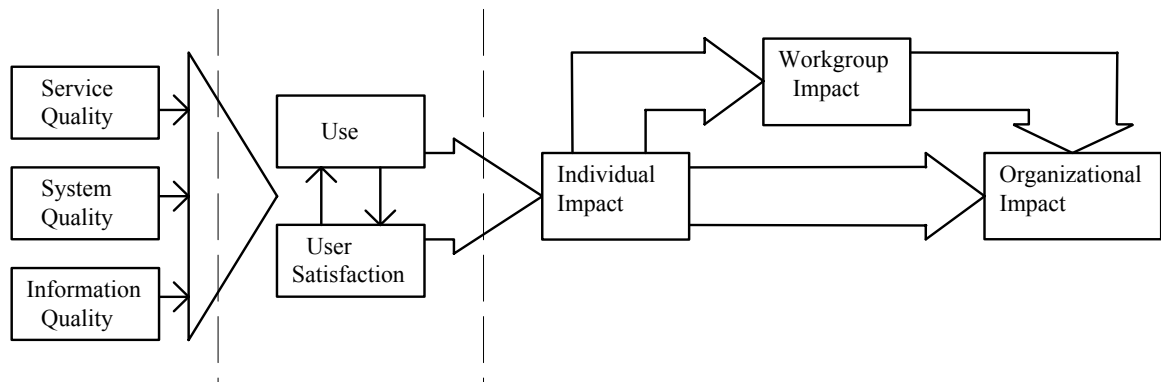 Service
Quality
System
Quality
Information
Quality
Use
User
Satisfaction
Individual
Impact
Workgroup
Impact
Organizational
Impact